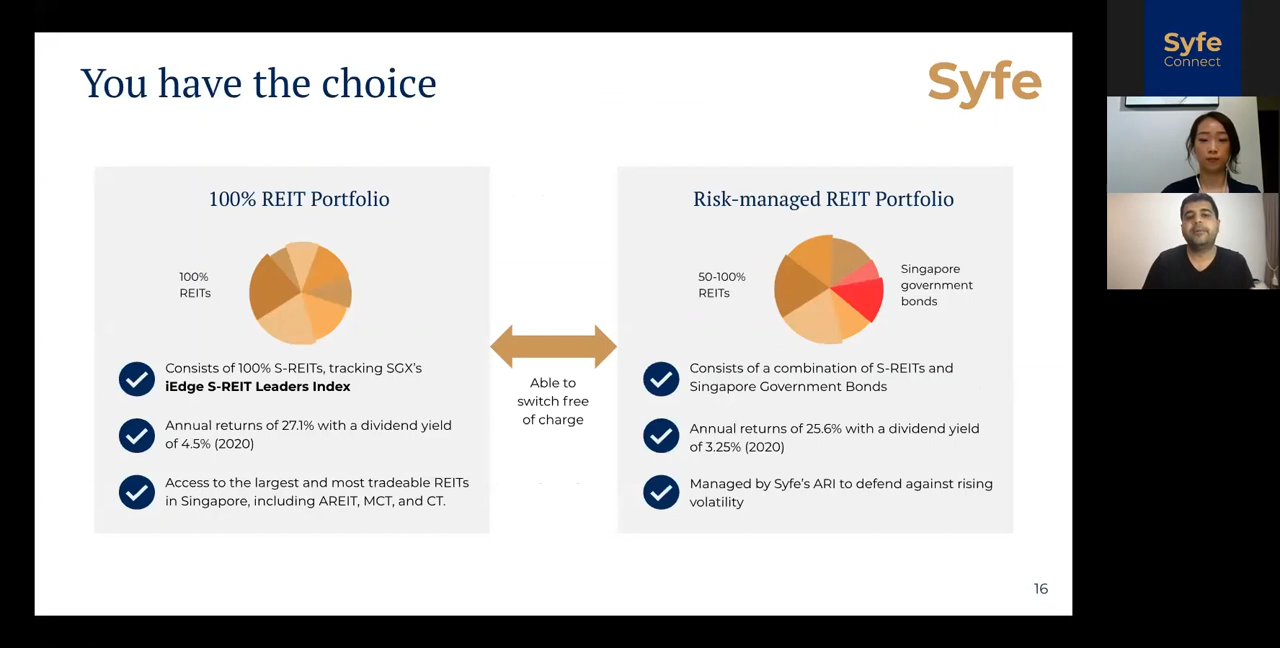 You have the choice
Syfe
100% REIT Portfolio
100%
REITs
Consists of 100% S-REITs, tracking SGX's
iEdge S-REIT Leaders Index
Annual returns of 27.1% with a dividend yield
of 4.5% (2020)
Access to the largest and most tradeable REITs
in Singapore, including AREIT, MCT, and CT.
Able to
switch free
of charge
Risk-managed REIT Portfolio
50-100%
REITs
Singapore
government
bonds
Consists of a combination of S-REITs and
Singapore Government Bonds
Annual returns of 25.6% with a dividend yield
of 3.25% (2020)
Managed by Syfe's ARI to defend against rising
volatility
16
Syfe
Connect